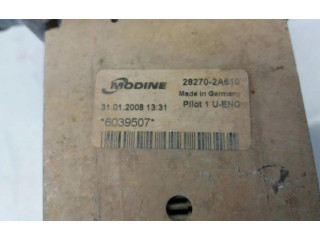 MODINE
28270-2A610
Made in Germany
31.01.2008 13:31
Pilot 1 U-ENG
*6039507*